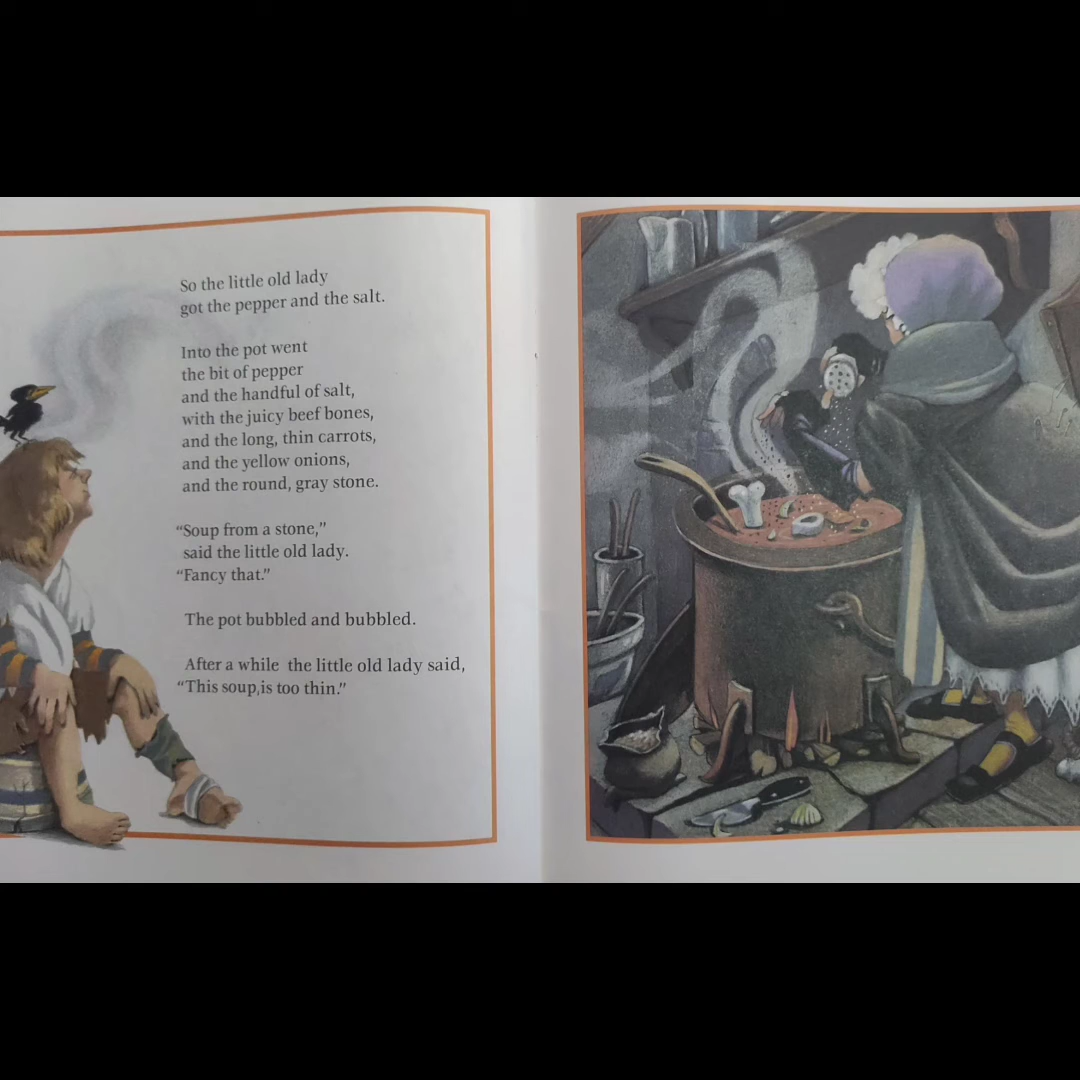 So the little old lady
got the pepper and the salt.
Into the pot went
the bit of pepper
and the handful of salt,
with the juicy beef bones,
and the long, thin carrots,
and the yellow onions,
and the round, gray stone.
“Soup from a stone,”
said the little old lady.
“Fancy that.”
The pot bubbled and bubbled.
After a while the little old lady said,
“This soup,is too thin.”